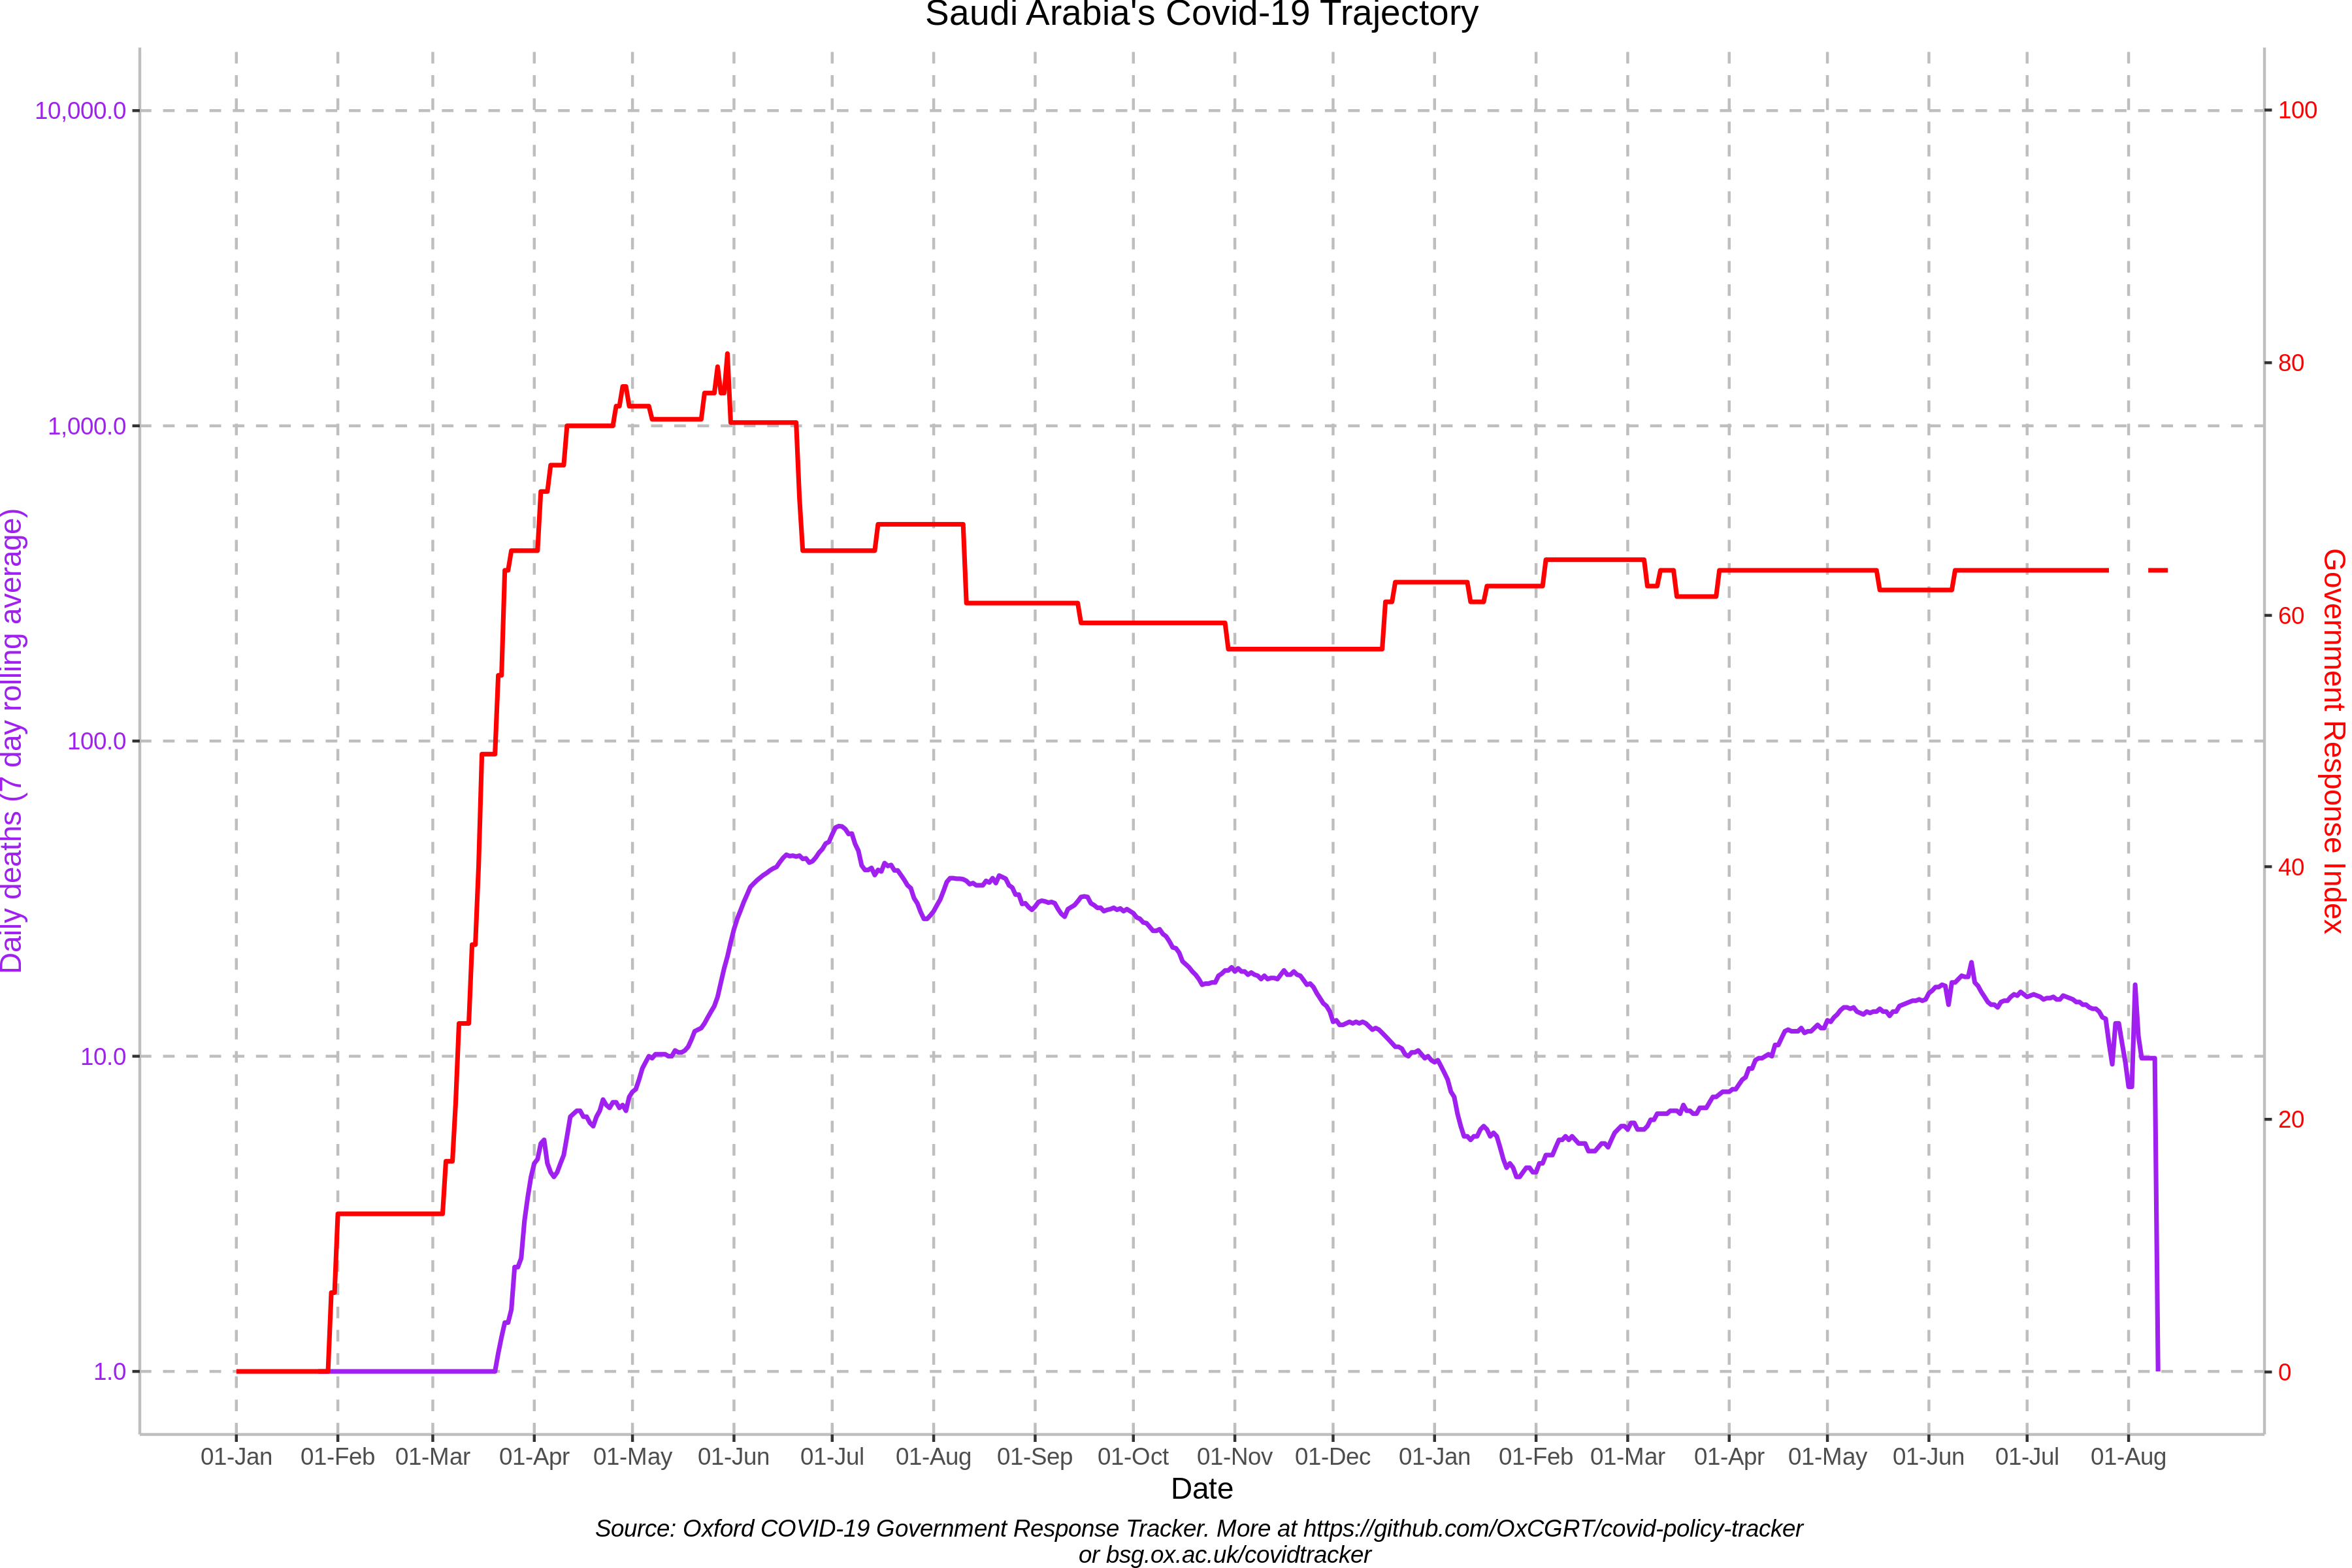 Saudi Arabia's Covid-19 Trajectory
10,000.0
1,000.0
100.0
10.0
1.0
Daily deaths (7 day rolling average)
100
80
60
40
20
0
Government Response Index
01-Jan 01-Feb 01-Mar 01-Apr 01-May 01-Jun 01-Jul 01-Aug 01-Sep 01-Oct 01-Nov 01-Dec 01-Jan 01-Feb 01-Mar 01-Apr 01-May 01-Jun 01-Jul 01-Aug
Date
Source: Oxford COVID-19 Government Response Tracker. More at https://github.com/OxCGRT/covid-policy-tracker
or bsg.ox.ac.uk/covidtracker